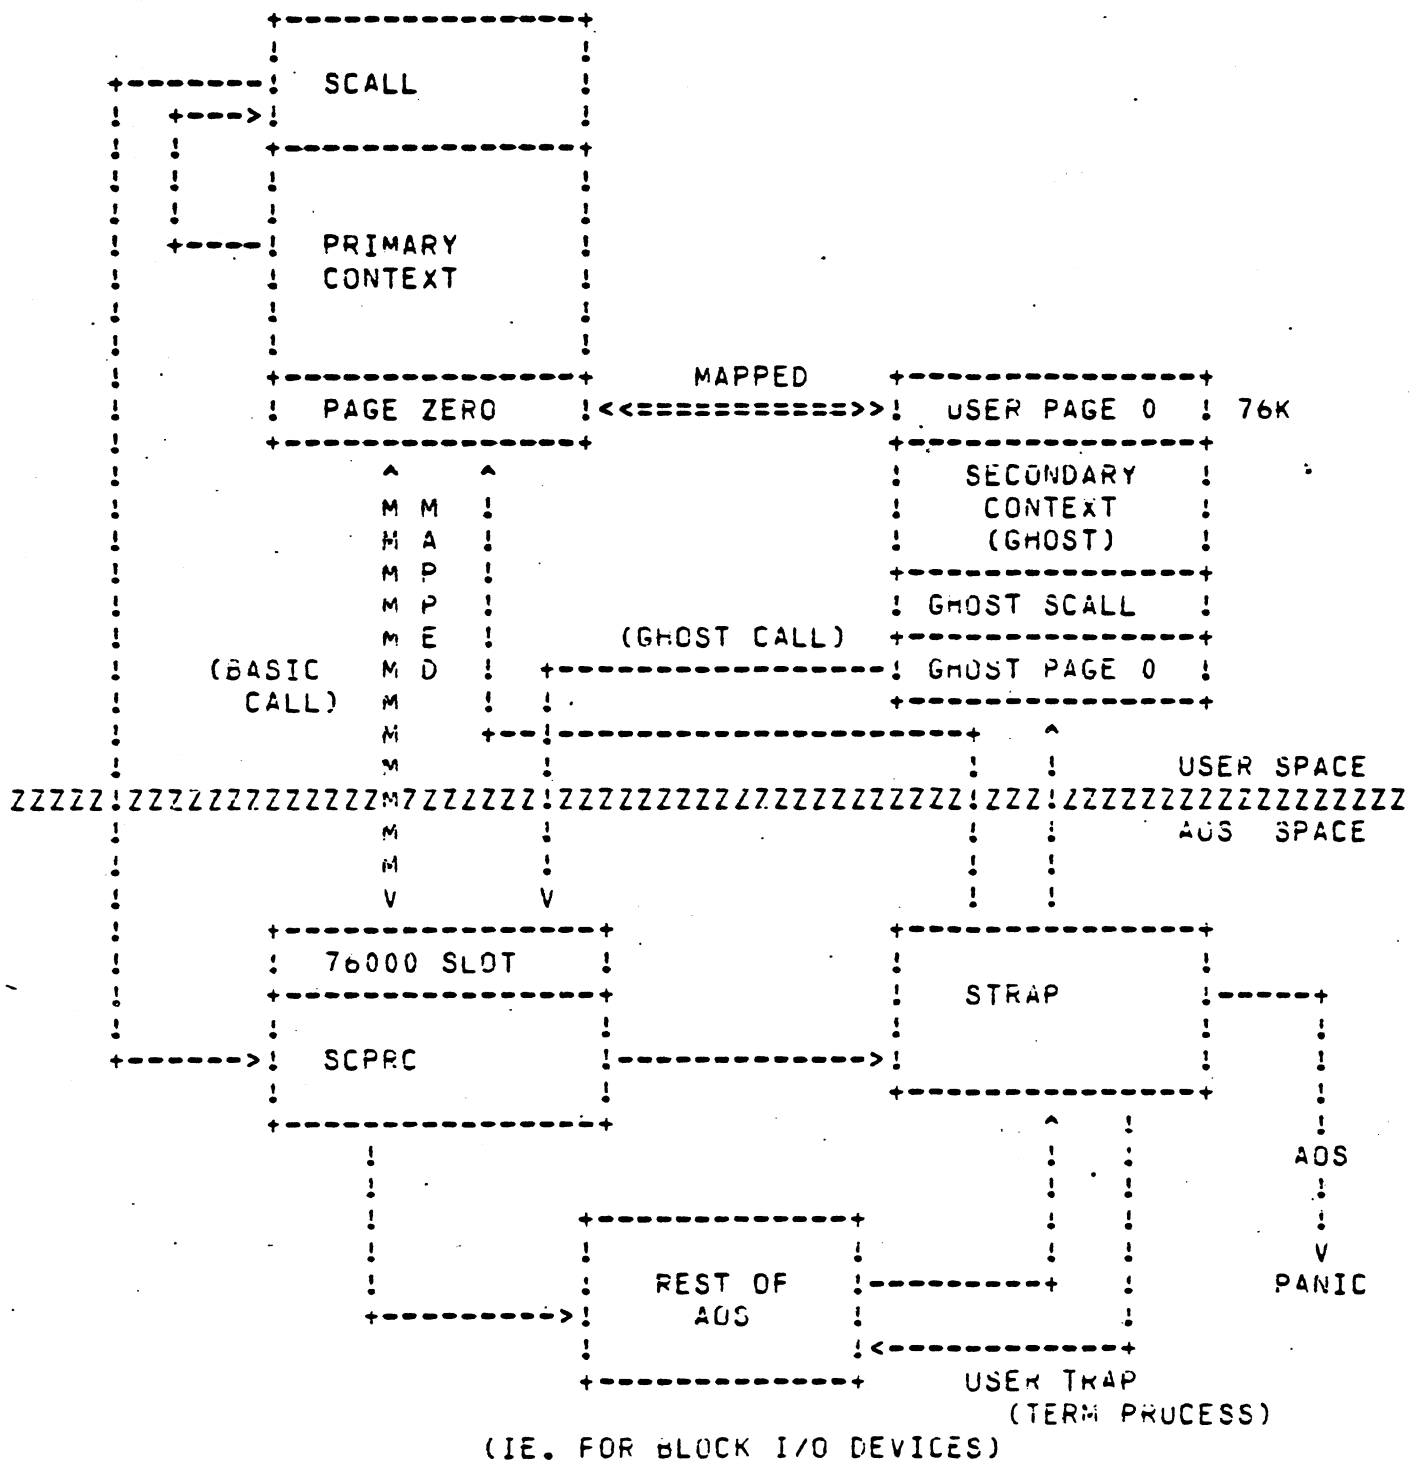 SCALL
PRIMARY
CONTEXT
MAPPED
PAGE ZERO
USER PAGE 0
76K
SECONDARY
CONTEXT
(GHOST)
MAPPED
GHOST SCALL
(GHOST CALL)
(BASIC
CALL)
GHOST PAGE 0
USER SPACE
AOS SPACE
76000 SLOT
STRAP
SCPRC
AOS
REST OF
AOS
PANIC
USER TRAP
(TERM PROCESS)
(IE. FOR BLOCK I/O DEVICES)